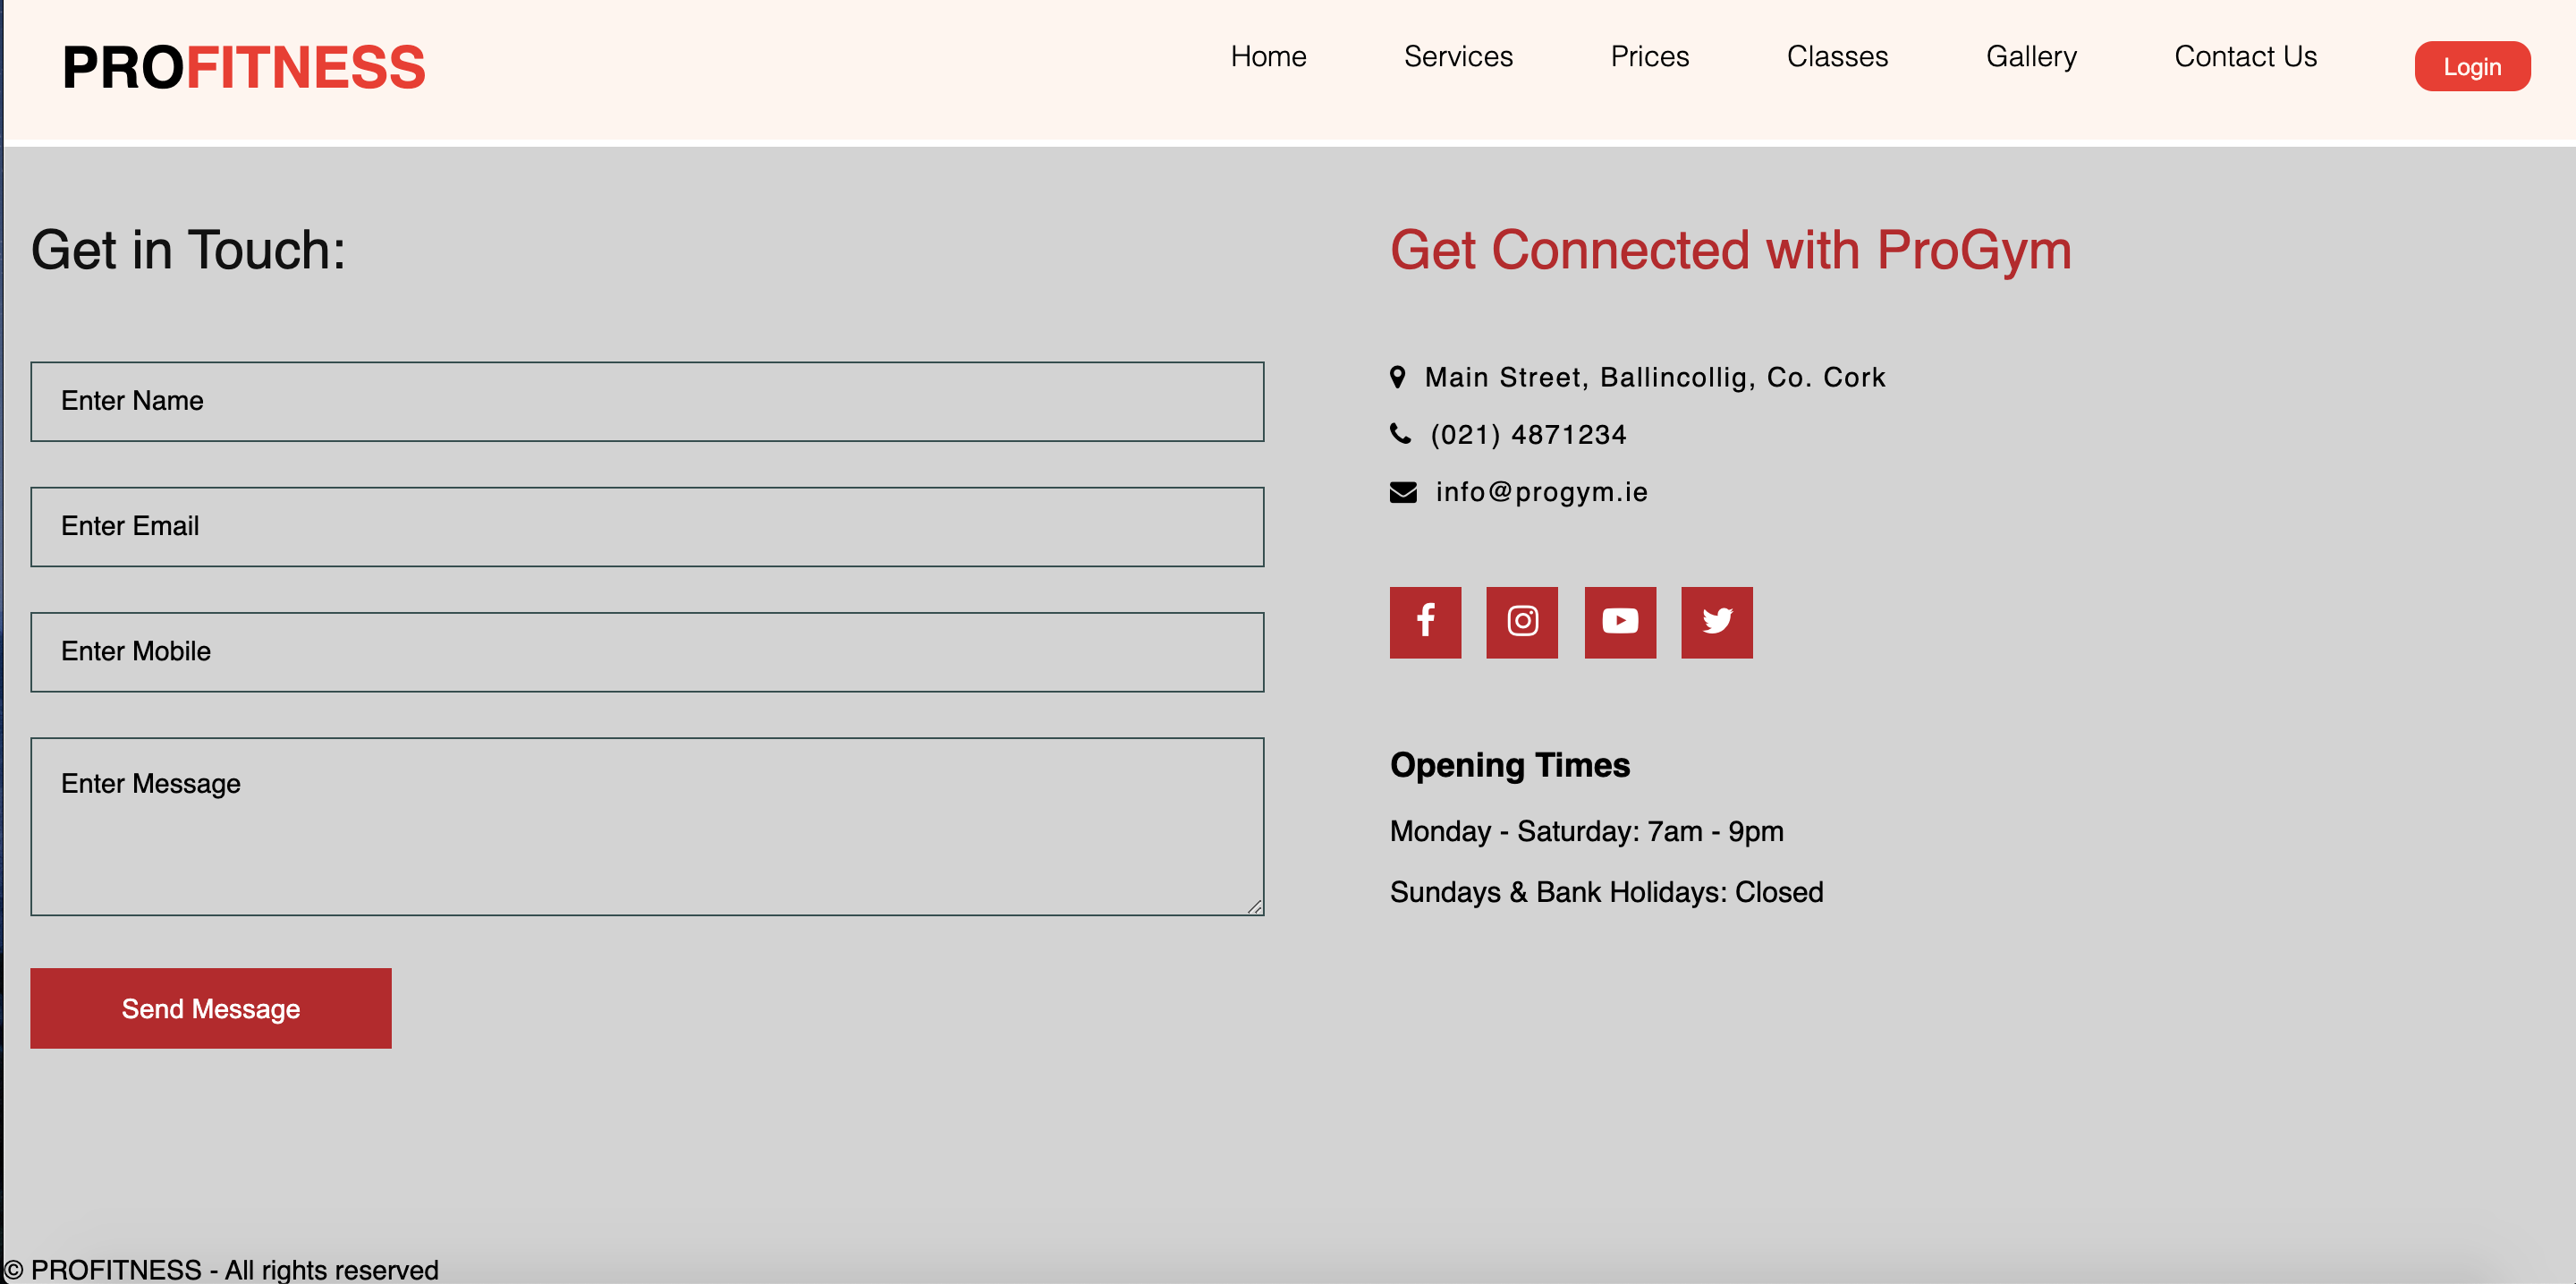 PROFITNESS
Home Services Prices Classes Gallery Contact Us Login
Get in Touch:
Enter Name
Enter Email
Enter Mobile
Enter Message
Send Message
Get Connected with ProGym
Main Street, Ballincollig, Co. Cork
(021) 4871234
info@progym.ie
Opening Times
Monday - Saturday: 7am - 9pm
Sundays & Bank Holidays: Closed
© PROFITNESS - All rights reserved